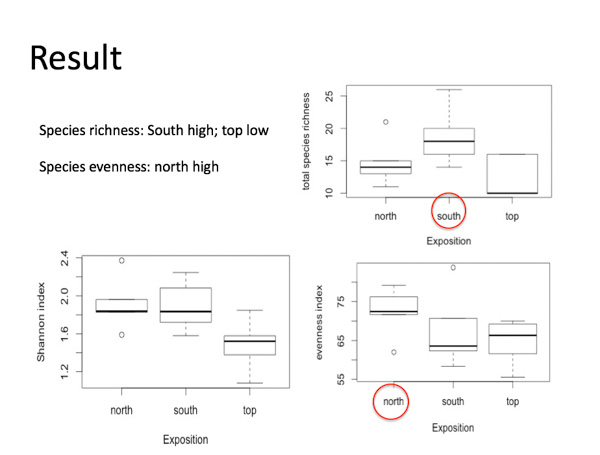 Result
Species richness: South high; top low
Species evenness: north high
total species richness
25
20
15
10
north south top
Exposition
Shannon index
2.4
2.0
1.6
1.2
north south top
Exposition
evenness index
75
65
55
north south top
Exposition